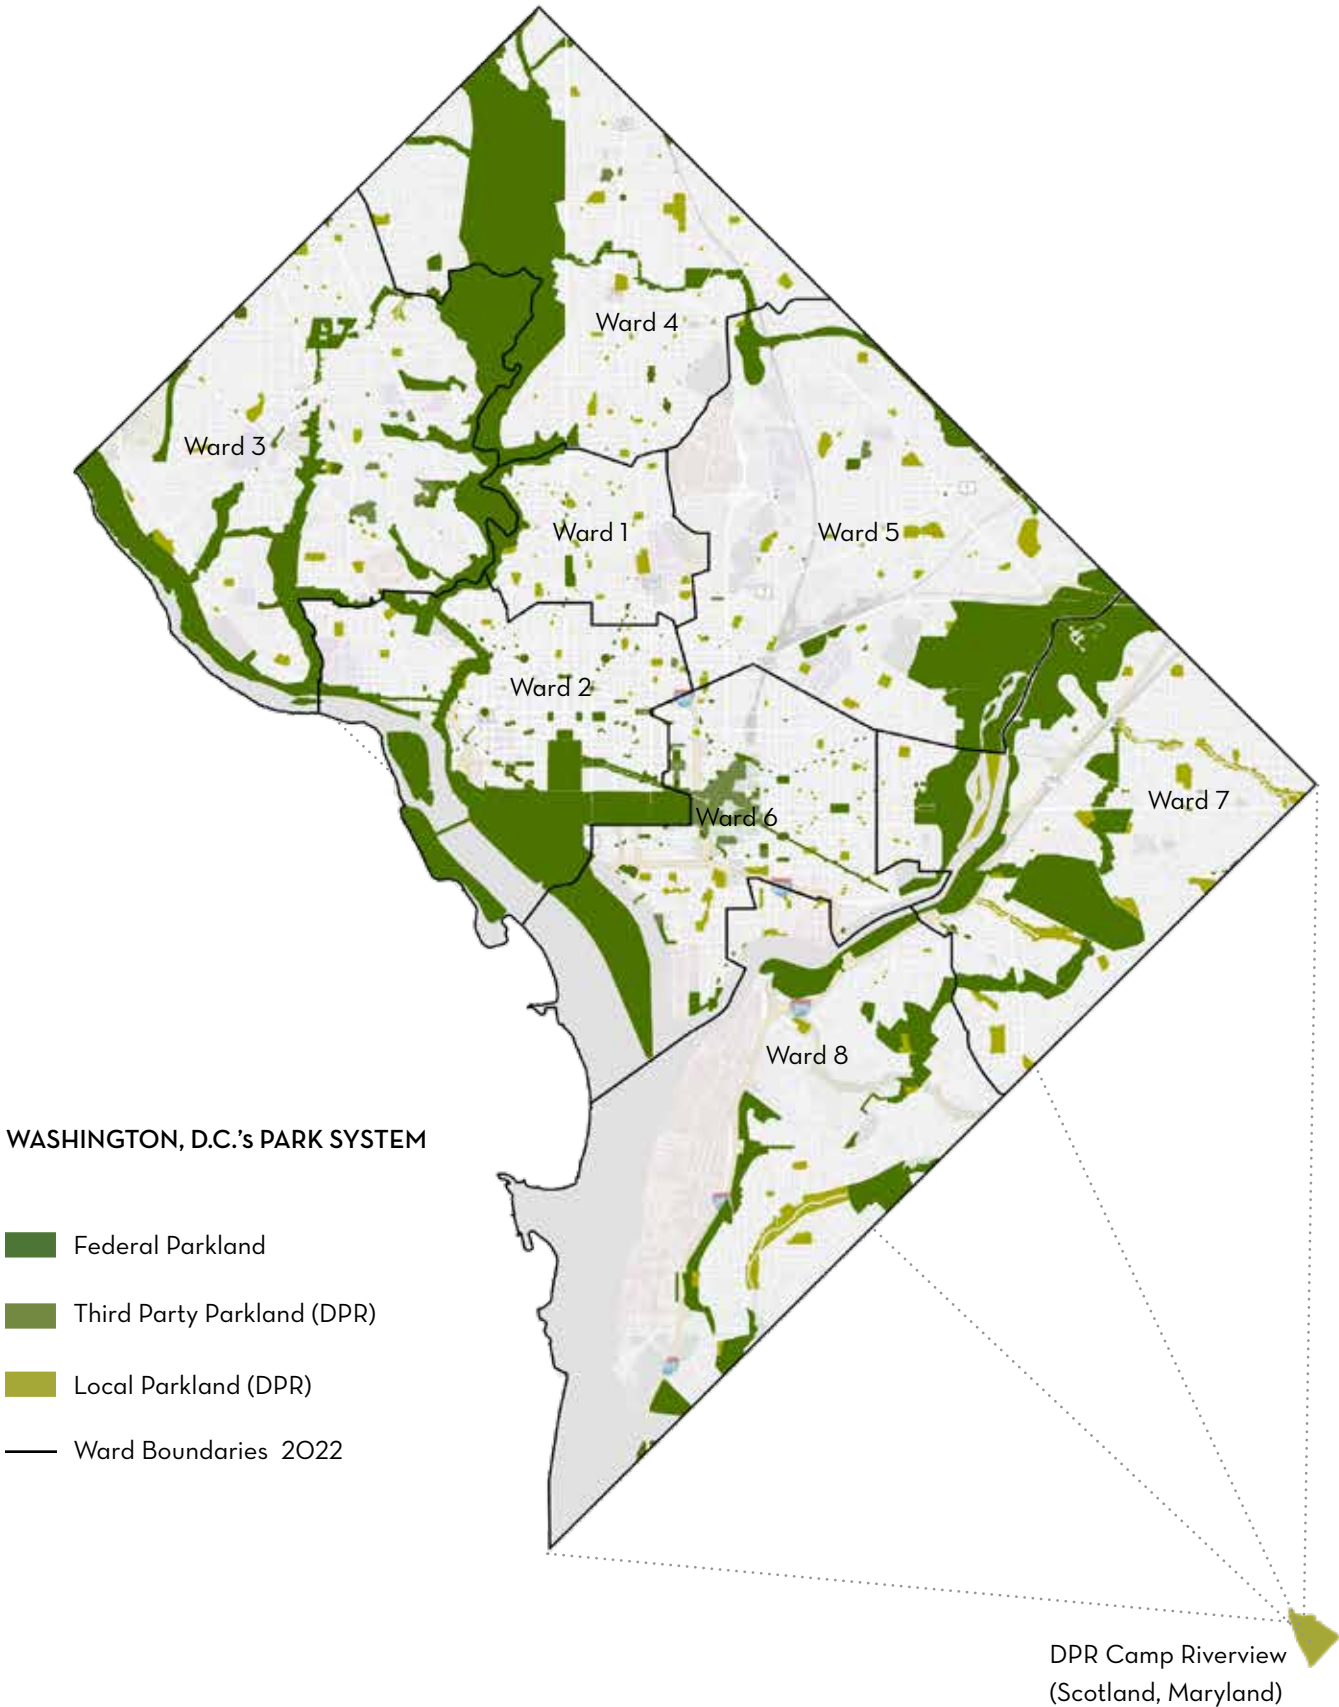 Ward 4
Ward 3
Ward 1
Ward 5
Ward 2
Ward 7
Ward 6
Ward 8
WASHINGTON, D.C.'s PARK SYSTEM
Federal Parkland
Third Party Parkland (DPR)
Local Parkland (DPR)
Ward Boundaries 2022
DPR Camp Riverview
(Scotland, Maryland)